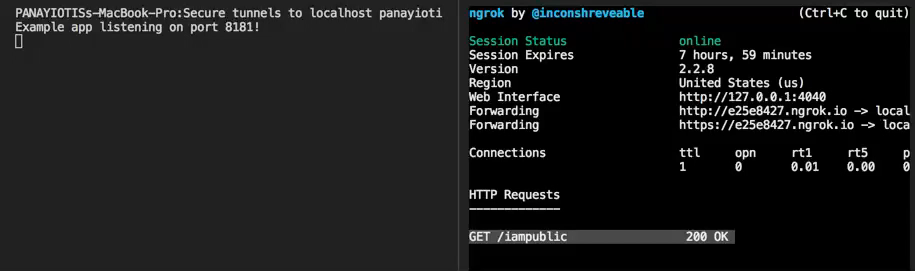 PANAYIOTISs-MacBook-Pro:Secure tunnels to localhost panayioti
Example app listening on port 8181!
ngrok by @inconshreveable (Ctrl+C to quit)
Session Status online
Session Expires 7 hours, 59 minutes
Version 2.2.8
Region United States (us)
Web Interface http://127.0.0.1:4040
Forwarding http://e25e8427.ngrok.io -> local
Forwarding https://e25e8427.ngrok.io -> loca
Connections ttl opn rt1 rt5 p
1 0 0.01 0.00 0
HTTP Requests
-------------
GET /iampublic 200 OK